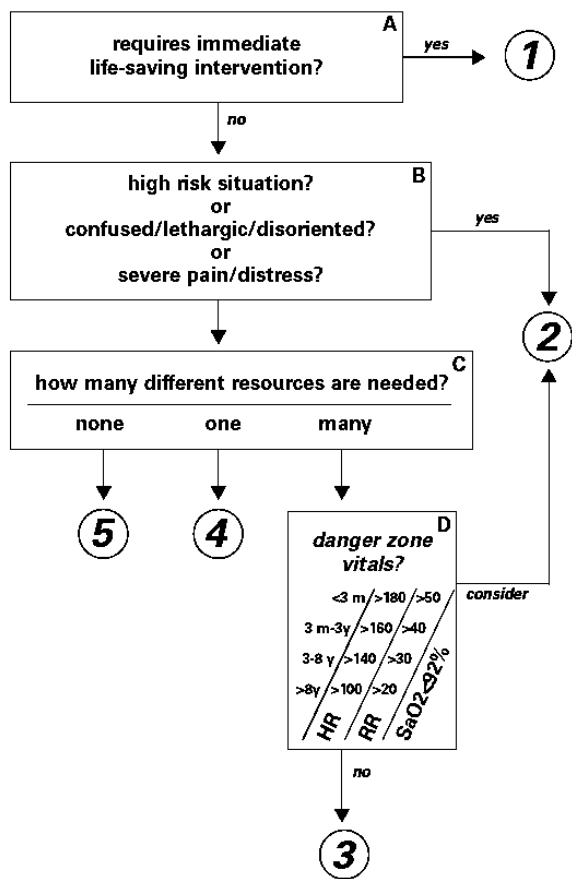 A
requires immediate
life-saving intervention?
yes
1
no
B
high risk situation?
or
confused/lethargic/disoriented?
or
severe pain/distress?
yes
2
C
how many different resources are needed?
none one many
5 4
D
danger zone
vitals?
consider
<3 m >180 >50
3 m-3y >160 >40
3-8 y >140 >30
>8y >100 >20
HR RR SaO2<92%
no
3